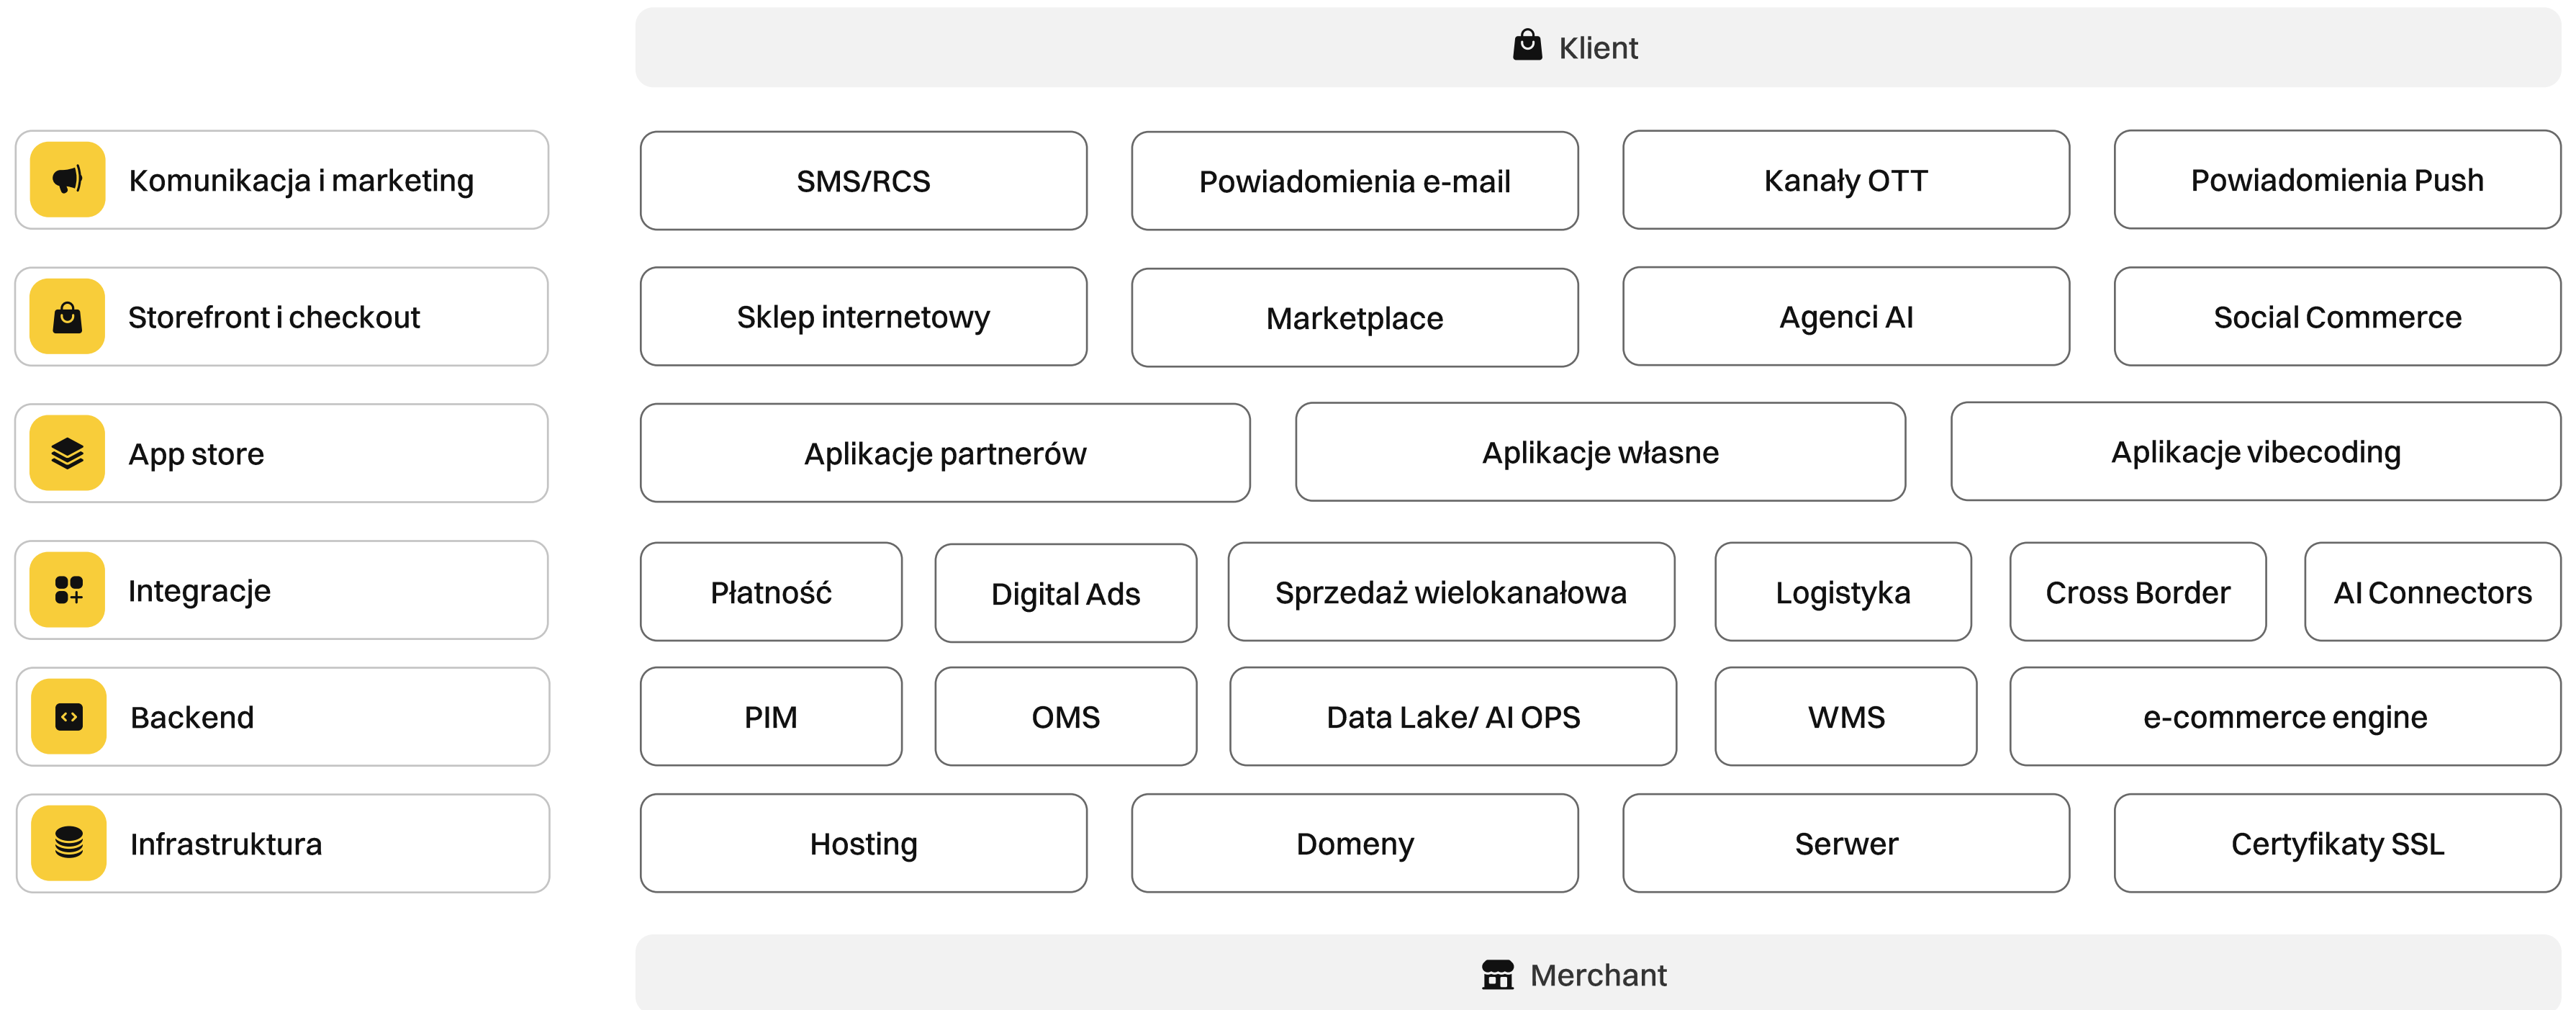 Klient
Komunikacja i marketing
SMS/RCS
Powiadomienia e-mail
Kanały OTT
Powiadomienia Push
Storefront i checkout
Sklep internetowy
Marketplace
Agenci AI
Social Commerce
App store
Aplikacje partnerów
Aplikacje własne
Aplikacje vibecoding
Integracje
Płatność
Digital Ads
Sprzedaż wielokanałowa
Logistyka
Cross Border
AI Connectors
Backend
PIM
OMS
Data Lake/ AI OPS
WMS
e-commerce engine
Infrastruktura
Hosting
Domeny
Serwer
Certyfikaty SSL
Merchant